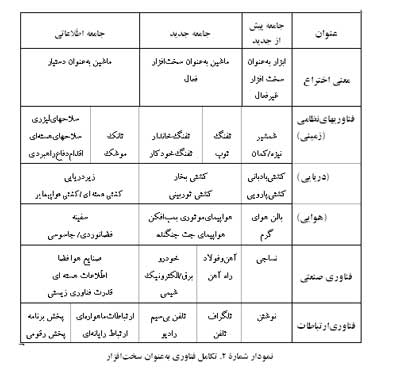 عنوان جامعه پیش از جدید جامعه جدید جامعه اطلاعاتی
معنی اختراع ابزار به‌عنوان سخت افزار غیرفعال ماشین به‌عنوان سخت‌افزار فعال ماشین به‌عنوان دستیار
فناوریهای‌نظامی (زمینی) شمشیر نیزه/کمان تفنگ توپ تفنگ‌خاندار تفنگ‌خودکار تانک موشک سلاحهای‌لیزری سلاحهای‌هسته‌ای اقدام‌دفاع‌راهبردی
(دریایی) کشتی‌بادبانی کشتی‌پارویی کشتی بخار کشتی توربینی زیردریایی کشتی هسته ای/کشتی هواپیمابر
(هوایی) بالن هوای گرم هواپیمای‌موتوری بمب‌افکن هواپیمای جت جنگنده سفینه فضانوردی/جاسوسی
فناوری صنعتی نساجی آهن‌وفولاد راه آهن خودرو برق/الکترونیک شیمی صنایع هوافضا اطلاعات هسته ای قدرت فناوری زیستی
فناوری‌ارتباطات نوشتن تلگراف تلفن تلفن بی‌سیم رادیو ارتباطات‌ماهواره‌ای ارتباط رایانه‌ای پخش برنامه پخش رقومی
نمودار شمارهٔ ۲. تکامل فناوری به‌عنوان سخت‌افزار